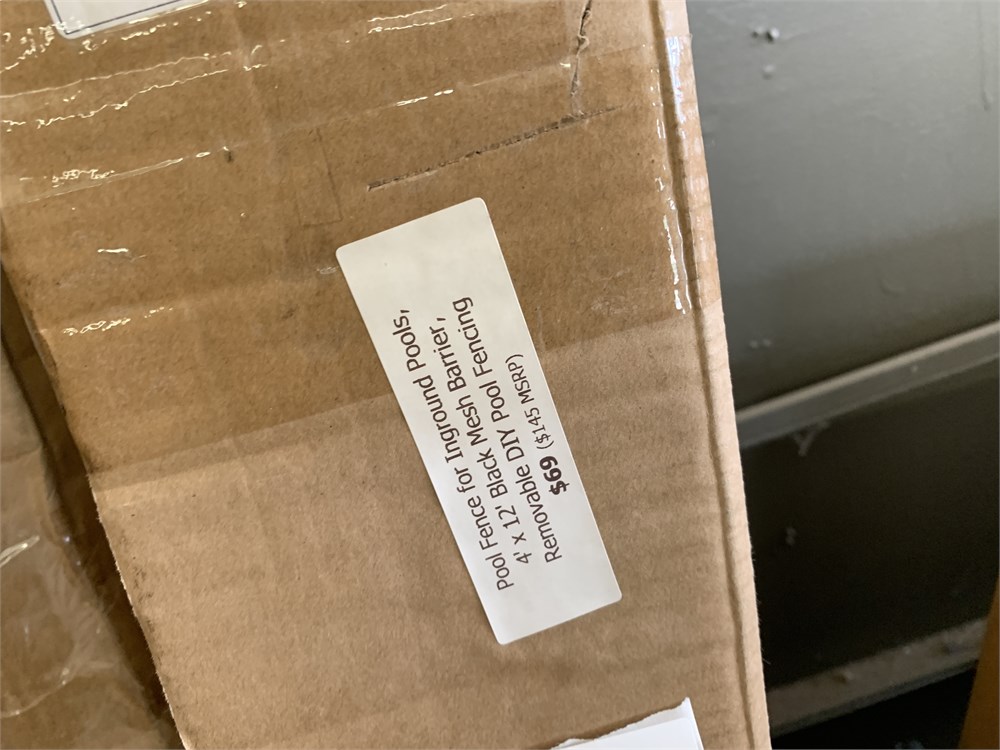 Pool Fence for Inground Pools,
4' x 12' Black Mesh Barrier,
Removable DIY Pool Fencing
$69 ($145 MSRP)